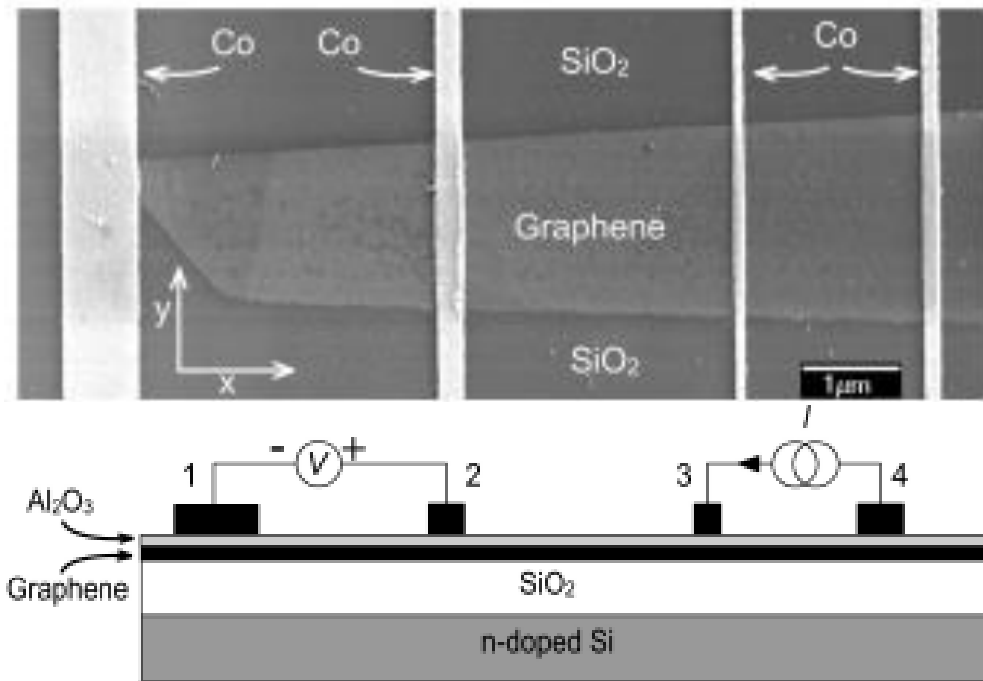 Co Co Co
SiO₂
Graphene
y
x
SiO₂
1μm
I
1 - V + 2 3 4
Al₂O₃
Graphene
SiO₂
n-doped Si